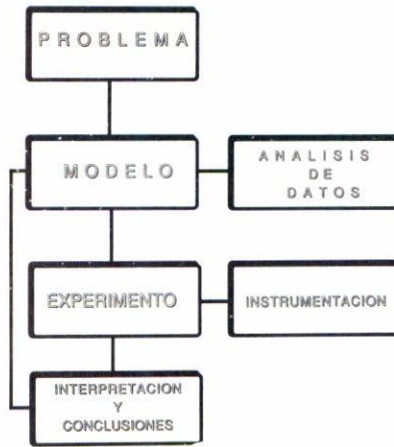 PROBLEMA
MODELO
ANALISIS
DE
DATOS
EXPERIMENTO
INSTRUMENTACION
INTERPRETACION
Y
CONCLUSIONES